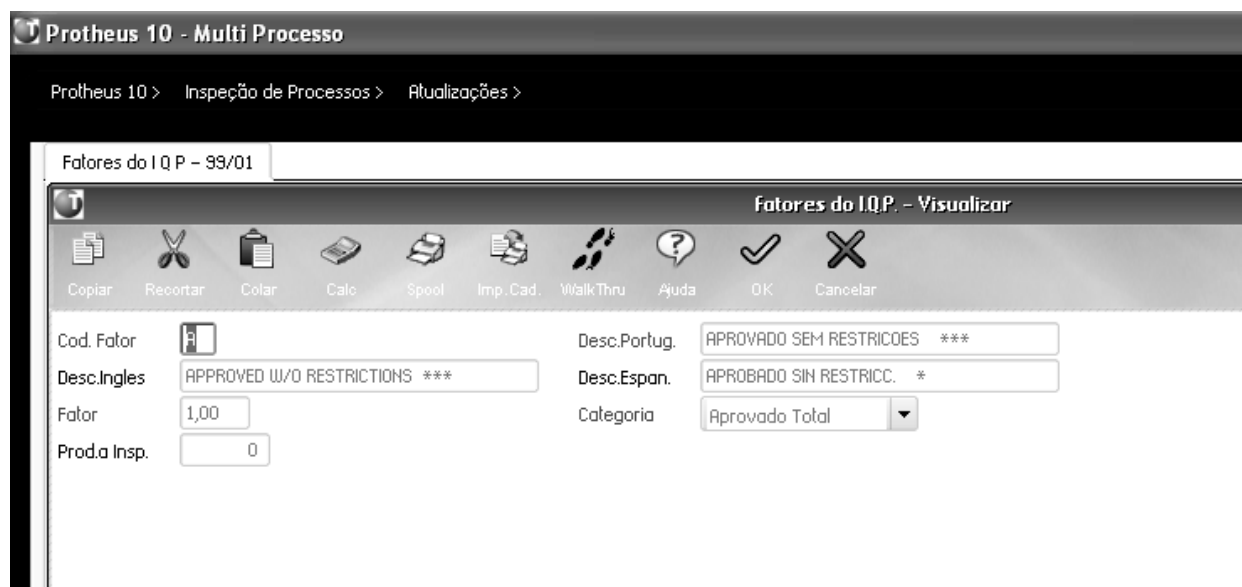 Protheus 10 - Multi Processo
Protheus 10 > Inspeção de Processos > Atualizações >
Fatores do I Q P - 99/01
Fatores do I.Q.P. - Visualizar
Copiar Recortar Colar Calc Spool Imp.Cad. WalkThru Ajuda OK Cancelar
Cod. Fator A Desc.Portug. APROVADO SEM RESTRICOES ***
Desc.Ingles APPROVED W/O RESTRICTIONS *** Desc.Espan. APROBADO SIN RESTRICC. *
Fator 1,00 Categoria Aprovado Total
Prod.a Insp. 0